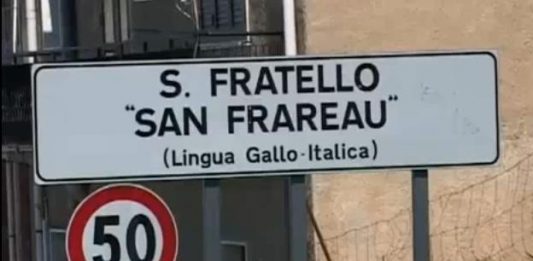 S. FRATELLO
"SAN FRAREAU"
(Lingua Gallo-Italica)
50